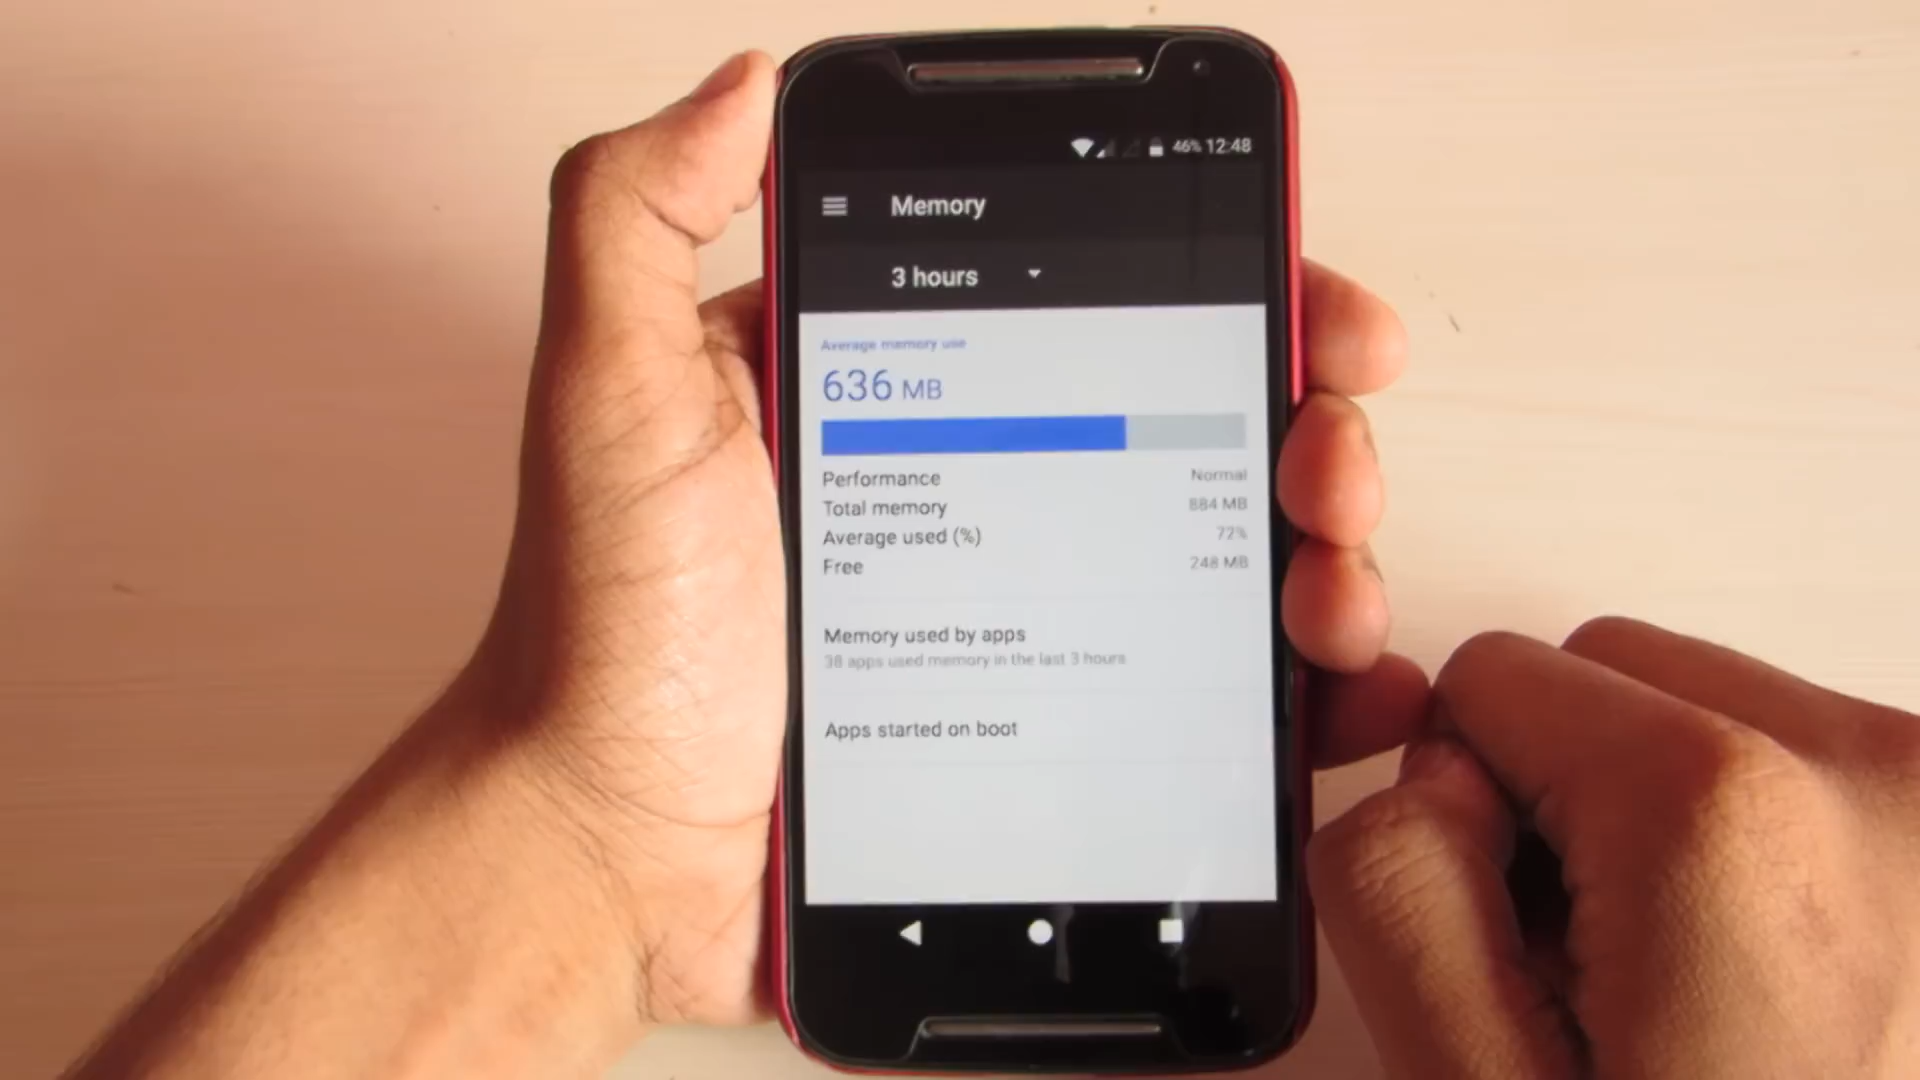 46% 12:48
Memory
3 hours
Average memory use
636 MB
Performance Normal
Total memory 884 MB
Average used (%) 72%
Free 248 MB
Memory used by apps
38 apps used memory in the last 3 hours
Apps started on boot